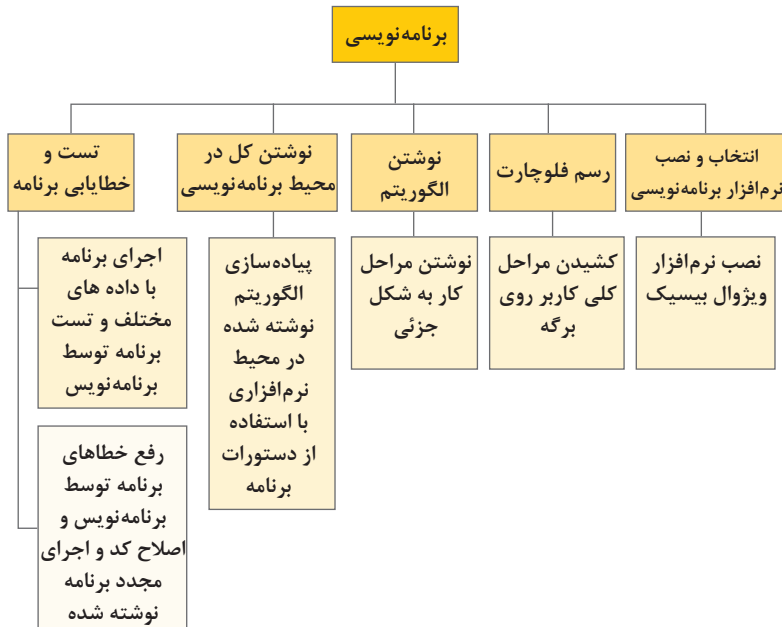 برنامه‌نویسی
انتخاب و نصب
نرم‌افزار برنامه‌نویسی
نصب نرم‌افزار
ویژوال بیسیک
رسم فلوچارت
کشیدن مراحل
کلی کاربر روی
برگه
نوشتن
الگوریتم
نوشتن مراحل
کار به شکل
جزئی
نوشتن کل در
محیط برنامه‌نویسی
پیاده‌سازی
الگوریتم
نوشته شده
در محیط
نرم‌افزاری
با استفاده
از دستورات
برنامه
تست و
خطایابی برنامه
اجرای برنامه
با داده های
مختلف و تست
برنامه توسط
برنامه‌نویس
رفع خطاهای
برنامه توسط
برنامه‌نویس و
اصلاح کد و اجرای
مجدد برنامه
نوشته شده